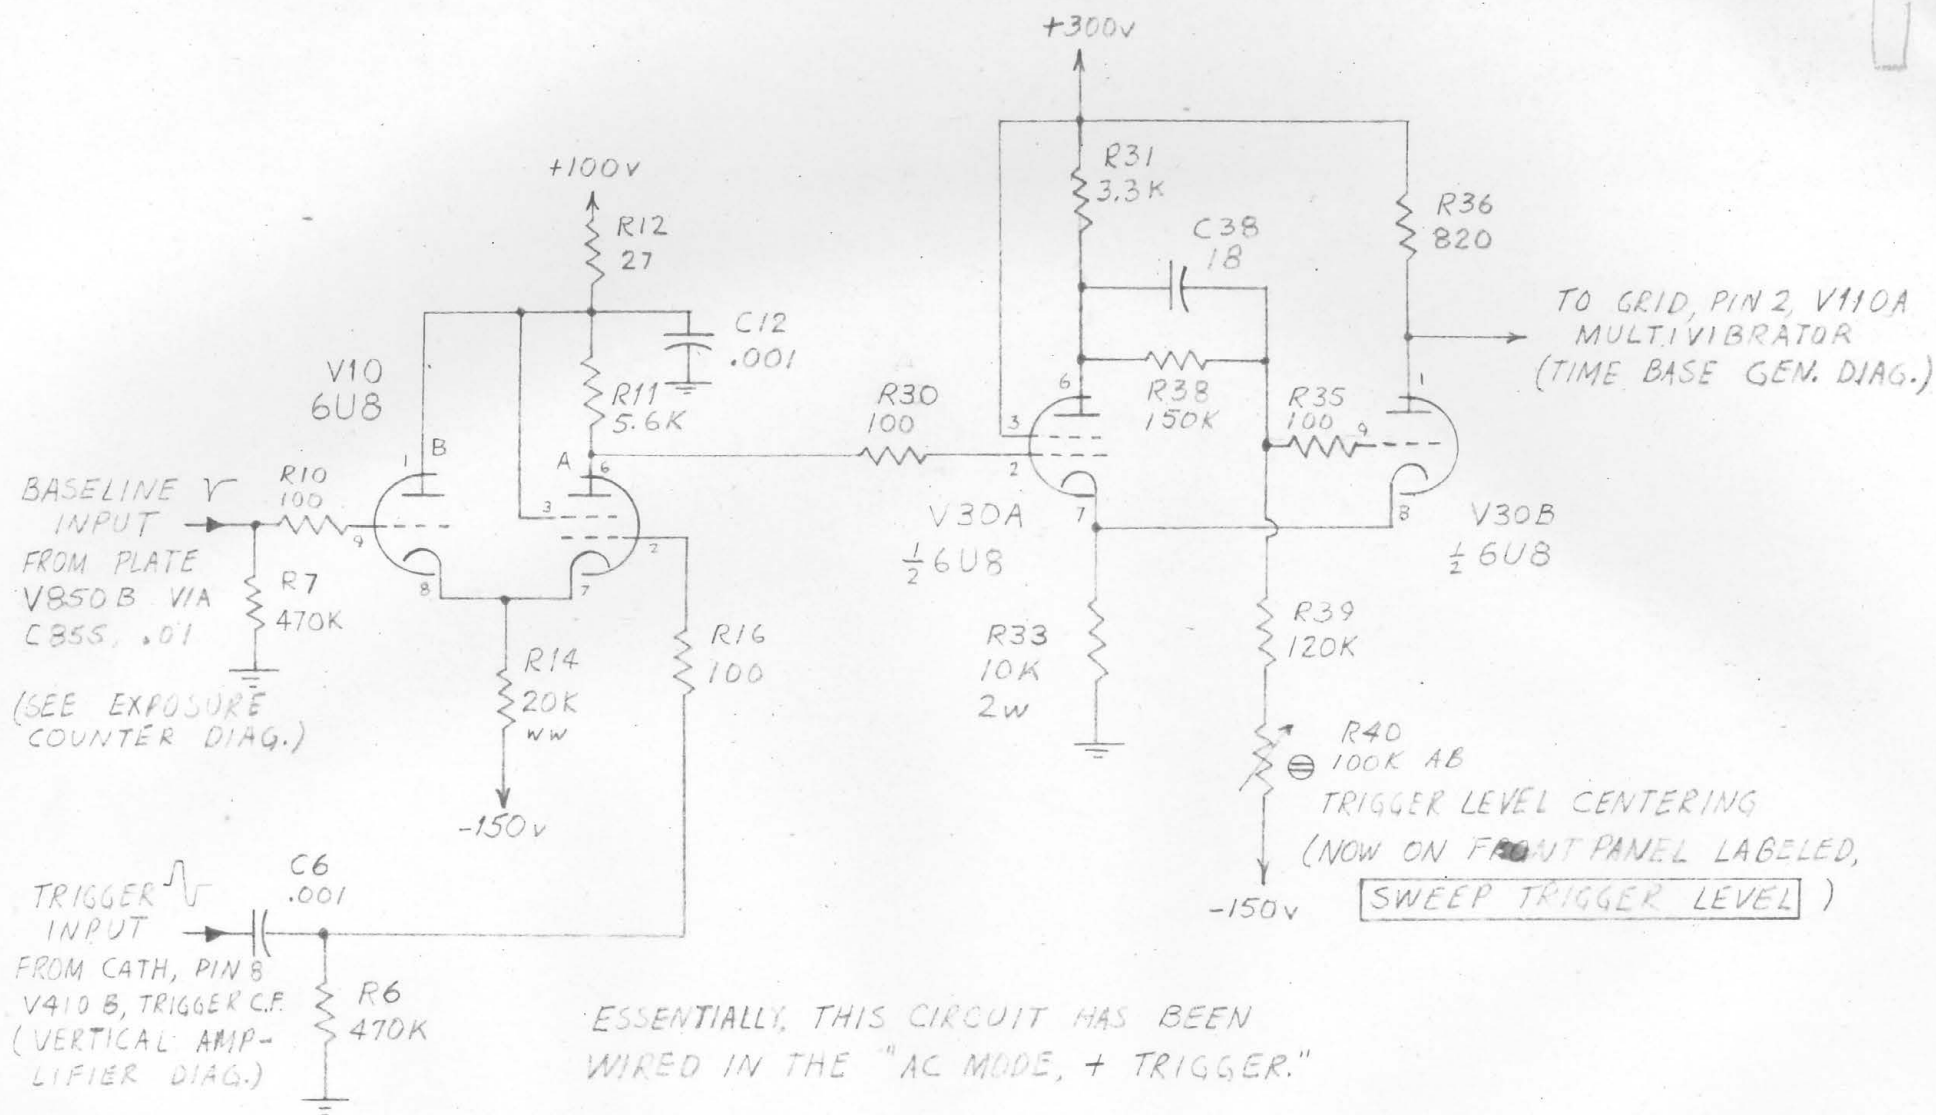 +300v
+100v
R12
27
R31
3.3K
C38
18
R36
820
TO GRID, PIN 2, V110A
MULTIVIBRATOR
(TIME BASE GEN. DIAG.)
C12
.001
V10
6U8
R11
5.6K
R30
100
6
R38
150K
R35
100
9
1
3
2
B
1
A
6
3
2
BASELINE
INPUT
FROM PLATE
V850B VIA
C855, .01
(SEE EXPOSURE
COUNTER DIAG.)
R10
100
9
R7
470K
8
7
V30A
½ 6U8
7
8
V30B
½ 6U8
R14
20K
WW
-150v
R16
100
R33
10K
2W
R39
120K
R40
100K AB
TRIGGER LEVEL CENTERING
(NOW ON FRONT PANEL LABELED,
SWEEP TRIGGER LEVEL )
-150v
TRIGGER
INPUT
FROM CATH, PIN 8
V410B, TRIGGER C.F.
(VERTICAL AMP-
LIFIER DIAG.)
C6
.001
R6
470K
ESSENTIALLY, THIS CIRCUIT HAS BEEN
WIRED IN THE "AC MODE, + TRIGGER."